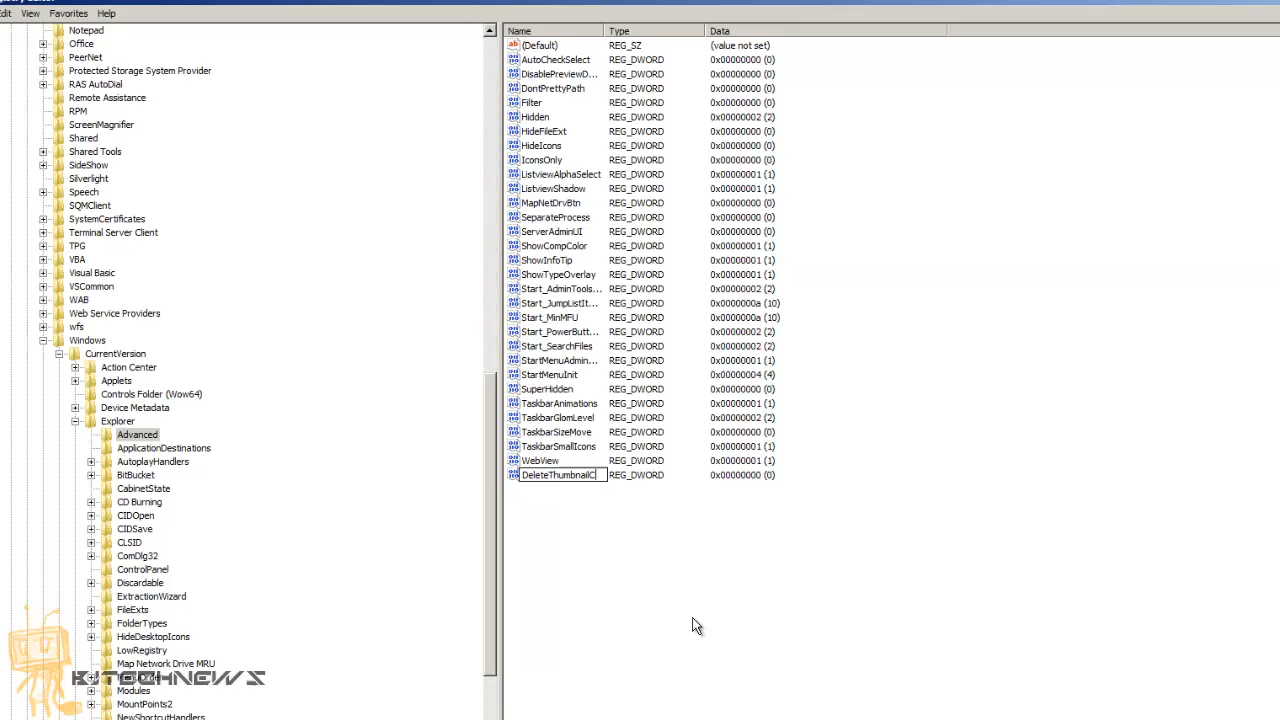 Edit View Favorites Help
Notepad
Office
PeerNet
Protected Storage System Provider
RAS AutoDial
Remote Assistance
RPM
ScreenMagnifier
Shared
Shared Tools
SideShow
Silverlight
Speech
SQMClient
SystemCertificates
Terminal Server Client
TPG
VBA
Visual Basic
VSCommon
WAB
Web Service Providers
wfs
Windows
CurrentVersion
Action Center
Applets
Controls Folder (Wow64)
Device Metadata
Explorer
Advanced
ApplicationDestinations
AutoplayHandlers
BitBucket
CabinetState
CD Burning
CIDOpen
CIDSave
CLSID
ComDlg32
ControlPanel
Discardable
ExtractionWizard
FileExts
FolderTypes
HideDesktopIcons
LowRegistry
Map Network Drive MRU
Modules
MountPoints2
NewShortcutHandlers
Name Type Data
(Default) REG_SZ (value not set)
AutoCheckSelect REG_DWORD 0x00000000 (0)
DisablePreviewD... REG_DWORD 0x00000000 (0)
DontPrettyPath REG_DWORD 0x00000000 (0)
Filter REG_DWORD 0x00000000 (0)
Hidden REG_DWORD 0x00000002 (2)
HideFileExt REG_DWORD 0x00000000 (0)
HideIcons REG_DWORD 0x00000000 (0)
IconsOnly REG_DWORD 0x00000000 (0)
ListviewAlphaSelect REG_DWORD 0x00000001 (1)
ListviewShadow REG_DWORD 0x00000001 (1)
MapNetDrvBtn REG_DWORD 0x00000000 (0)
SeparateProcess REG_DWORD 0x00000000 (0)
ServerAdminUI REG_DWORD 0x00000000 (0)
ShowCompColor REG_DWORD 0x00000001 (1)
ShowInfoTip REG_DWORD 0x00000001 (1)
ShowTypeOverlay REG_DWORD 0x00000001 (1)
Start_AdminTools... REG_DWORD 0x00000002 (2)
Start_JumpListIt... REG_DWORD 0x0000000a (10)
Start_MinMFU REG_DWORD 0x0000000a (10)
Start_PowerButt... REG_DWORD 0x00000002 (2)
Start_SearchFiles REG_DWORD 0x00000002 (2)
StartMenuAdmin... REG_DWORD 0x00000001 (1)
StartMenuInit REG_DWORD 0x00000004 (4)
SuperHidden REG_DWORD 0x00000000 (0)
TaskbarAnimations REG_DWORD 0x00000001 (1)
TaskbarGlomLevel REG_DWORD 0x00000002 (2)
TaskbarSizeMove REG_DWORD 0x00000000 (0)
TaskbarSmallIcons REG_DWORD 0x00000001 (1)
WebView REG_DWORD 0x00000001 (1)
DeleteThumbnailC REG_DWORD 0x00000000 (0)